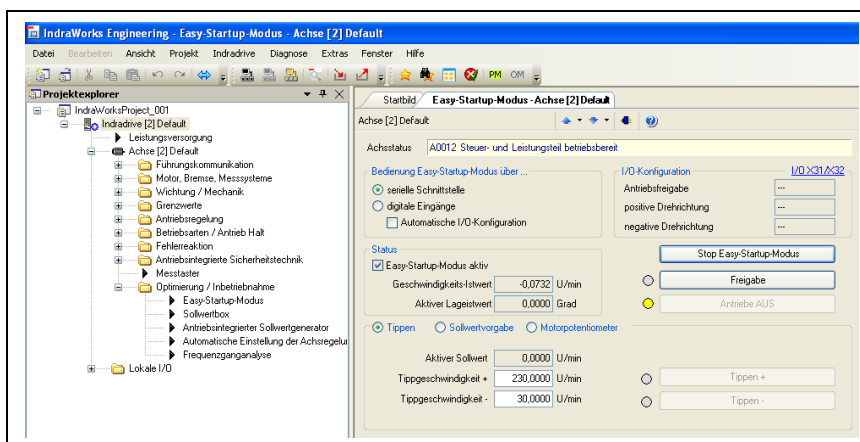 IndraWorks Engineering - Easy-Startup-Modus - Achse [2] Default
Datei Bearbeiten Ansicht Projekt Indradrive Diagnose Extras Fenster Hilfe
PM OM
Projektexplorer
IndraWorksProject_001
Indradrive [2] Default
Leistungsversorgung
Achse [2] Default
Führungskommunikation
Motor, Bremse, Messsysteme
Wichtung / Mechanik
Grenzwerte
Antriebsregelung
Betriebsarten / Antrieb Halt
Fehlerreaktion
Antriebsintegrierte Sicherheitstechnik
Messtaster
Optimierung / Inbetriebnahme
Easy-Startup-Modus
Sollwertbox
Antriebsintegrierter Sollwertgenerator
Automatische Einstellung der Achsregelu
Frequenzganganalyse
Lokale I/O
Startbild Easy-Startup-Modus - Achse [2] Default
Achse [2] Default
Achsstatus A0012 Steuer- und Leistungsteil betriebsbereit
Bedienung Easy-Startup-Modus über ...
serielle Schnittstelle
digitale Eingänge
Automatische I/O-Konfiguration
I/O-Konfiguration I/O X31/X32
Antriebsfreigabe ---
positive Drehrichtung ---
negative Drehrichtung ---
Status
Easy-Startup-Modus aktiv
Geschwindigkeits-Istwert -0,0732 U/min
Aktiver Lageistwert 0,0000 Grad
Stop Easy-Startup-Modus
Freigabe
Antriebe AUS
Tippen Sollwertvorgabe Motorpotentiometer
Aktiver Sollwert 0,0000 U/min
Tippgeschwindigkeit + 230,0000 U/min
Tippgeschwindigkeit - 30,0000 U/min
Tippen +
Tippen -